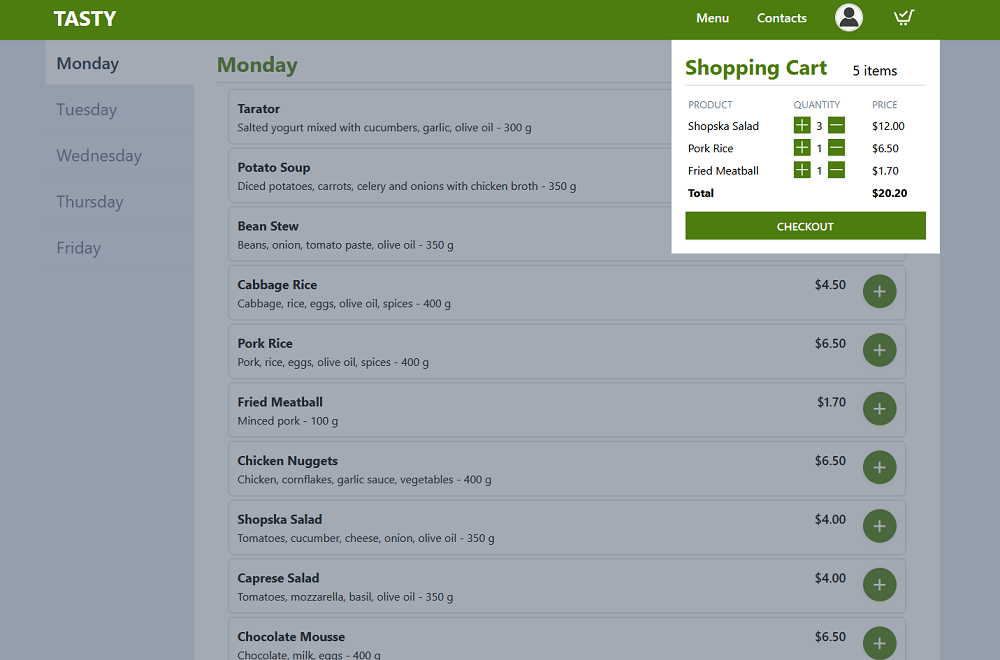 TASTY
Menu Contacts
Monday
Tuesday
Wednesday
Thursday
Friday
Monday
Tarator
Salted yogurt mixed with cucumbers, garlic, olive oil - 300 g
Potato Soup
Diced potatoes, carrots, celery and onions with chicken broth - 350 g
Bean Stew
Beans, onion, tomato paste, olive oil - 350 g
Cabbage Rice $4.50
Cabbage, rice, eggs, olive oil, spices - 400 g
Pork Rice $6.50
Pork, rice, eggs, olive oil, spices - 400 g
Fried Meatball $1.70
Minced pork - 100 g
Chicken Nuggets $6.50
Chicken, cornflakes, garlic sauce, vegetables - 400 g
Shopska Salad $4.00
Tomatoes, cucumber, cheese, onion, olive oil - 350 g
Caprese Salad $4.00
Tomatoes, mozzarella, basil, olive oil - 350 g
Chocolate Mousse $6.50
Chocolate, milk, eggs - 400 g
Shopping Cart 5 items
PRODUCT QUANTITY PRICE
Shopska Salad + 3 — $12.00
Pork Rice + 1 — $6.50
Fried Meatball + 1 — $1.70
Total $20.20
CHECKOUT